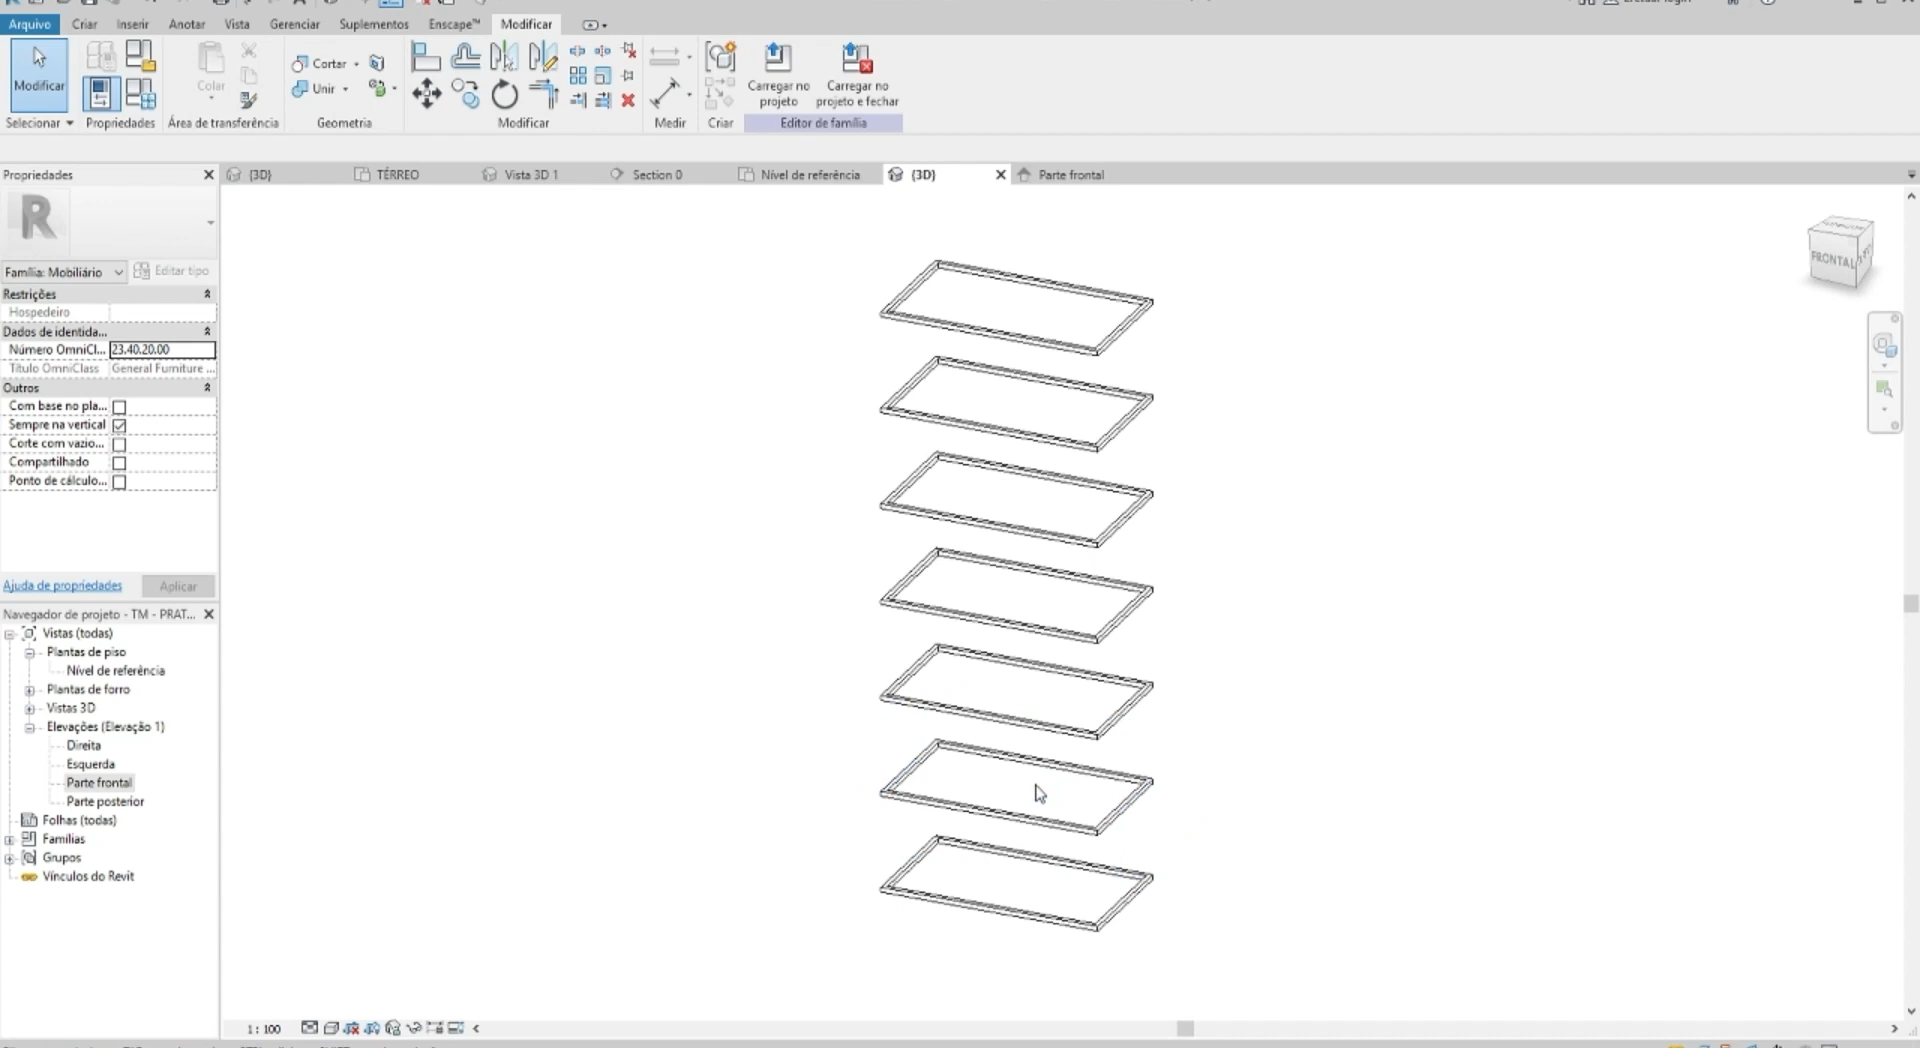 Arquivo Criar Inserir Anotar Vista Gerenciar Suplementos Enscape™ Modificar
Modificar
Colar
Cortar
Unir
Carregar no projeto
Carregar no projeto e fechar
Selecionar Propriedades Área de transferência Geometria Modificar Medir Criar Editor de família
Propriedades
{3D} TÉRREO Vista 3D 1 Section 0 Nível de referência {3D} Parte frontal
R
Família: Mobiliário Editar tipo
Restrições
Hospedeiro
Dados de identida...
Número OmniCl... 23.40.20.00
Título OmniClass General Furniture ...
Outros
Com base no pla...
Sempre na vertical
Corte com vazio...
Compartilhado
Ponto de cálculo...
Ajuda de propriedades Aplicar
FRONTAL
Navegador de projeto - TM - PRAT...
Vistas (todas)
Plantas de piso
Nível de referência
Plantas de forro
Vistas 3D
Elevações (Elevação 1)
Direita
Esquerda
Parte frontal
Parte posterior
Folhas (todas)
Famílias
Grupos
Vínculos do Revit
1 : 100